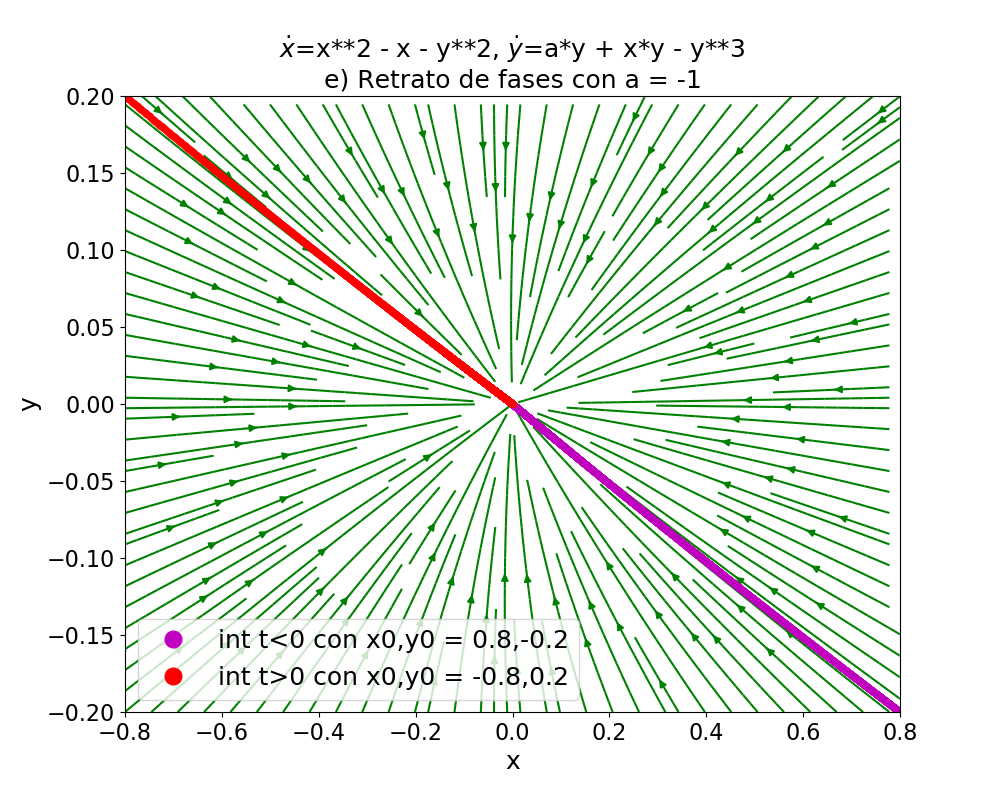 ẋ=x**2 - x - y**2, ẏ=a*y + x*y - y**3
e) Retrato de fases con a = -1
0.20
0.15
0.10
0.05
0.00
−0.05
−0.10
−0.15
−0.20
y
int t<0 con x0,y0 = 0.8,-0.2
int t>0 con x0,y0 = -0.8,0.2
−0.8 −0.6 −0.4 −0.2 0.0 0.2 0.4 0.6 0.8
x